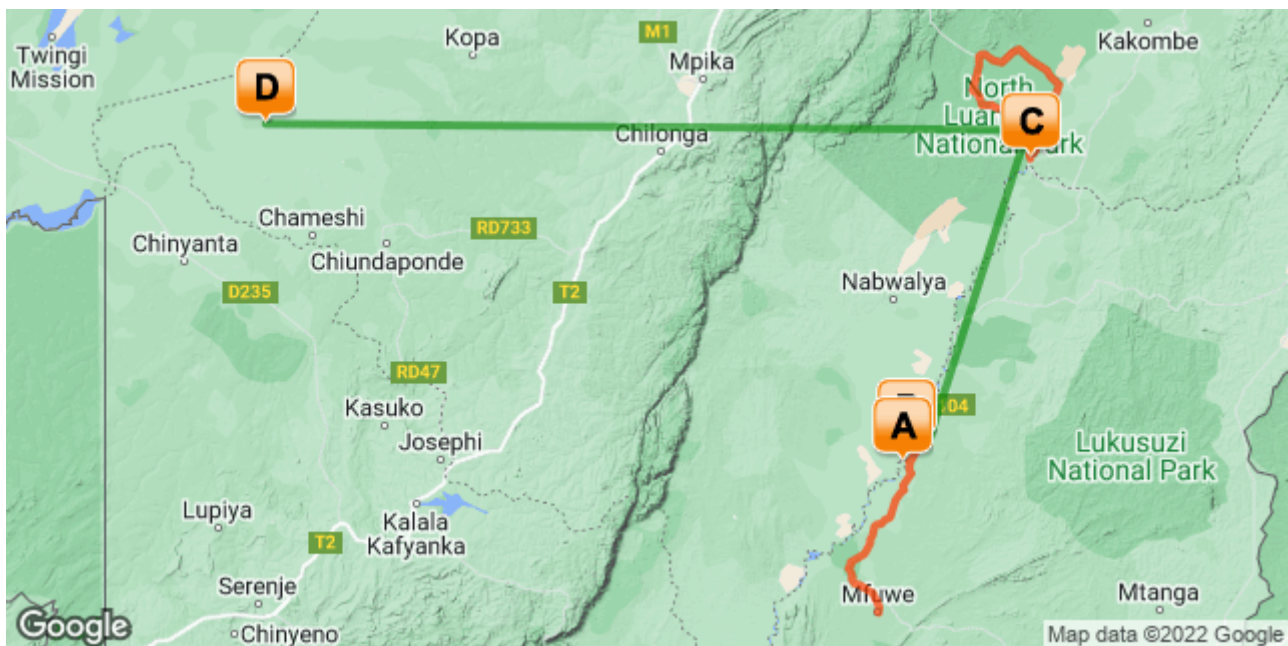 Twingi
Mission
D
Kopa
M1
Mpika
Kakombe
North
National Park
C
Chilonga
Chameshi
RD733
Chinyanta
Chiundaponde
D235
T2
Nabwalya
RD47
Kasuko
Josephi
A
04
Lukusuzi
National Park
Lupiya
Kalala
Kafyanka
T2
Serenje
Chinyeno
Mfuwe
Mtanga
Google
Map data ©2022 Google